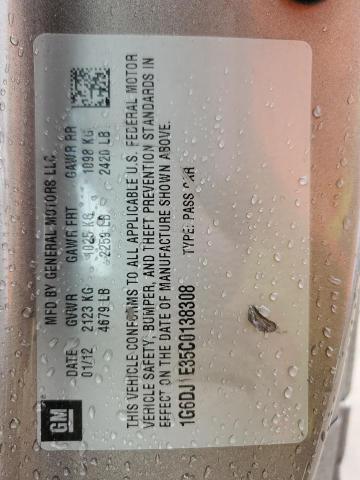 GM
MFD BY GENERAL MOTORS LLC
DATE GVWR GAWR FRT GAWR RR
01/12 2123 KG 1025 KG 1098 KG
4679 LB 2259 LB 2420 LB
THIS VEHICLE CONFORMS TO ALL APPLICABLE U.S. FEDERAL MOTOR
VEHICLE SAFETY, BUMPER, AND THEFT PREVENTION STANDARDS IN
EFFECT ON THE DATE OF MANUFACTURE SHOWN ABOVE.
TYPE: PASS CAR